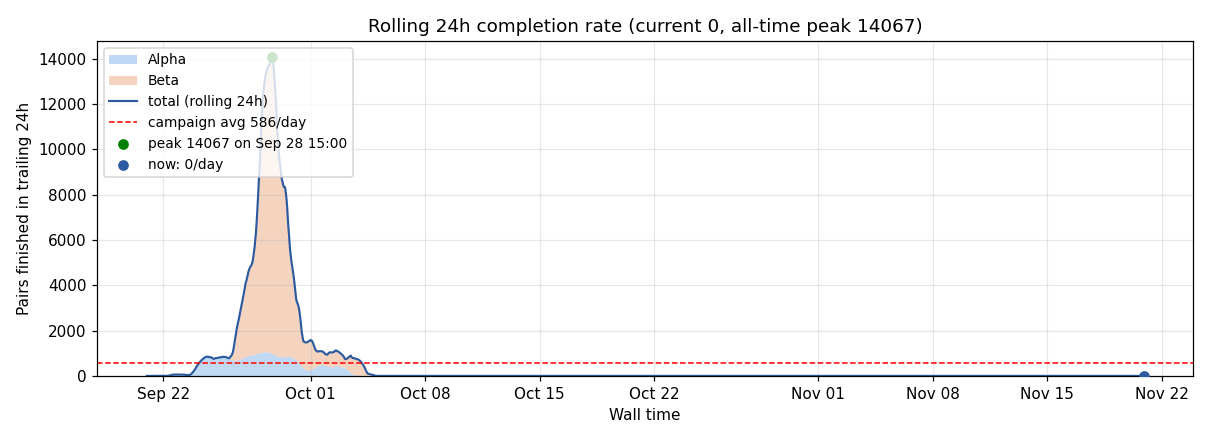 Rolling 24h completion rate (current 0, all-time peak 14067)
Pairs finished in trailing 24h
14000
12000
10000
8000
6000
4000
2000
0
Alpha
Beta
total (rolling 24h)
campaign avg 586/day
peak 14067 on Sep 28 15:00
now: 0/day
Sep 22
Oct 01
Oct 08
Oct 15
Oct 22
Nov 01
Nov 08
Nov 15
Nov 22
Wall time